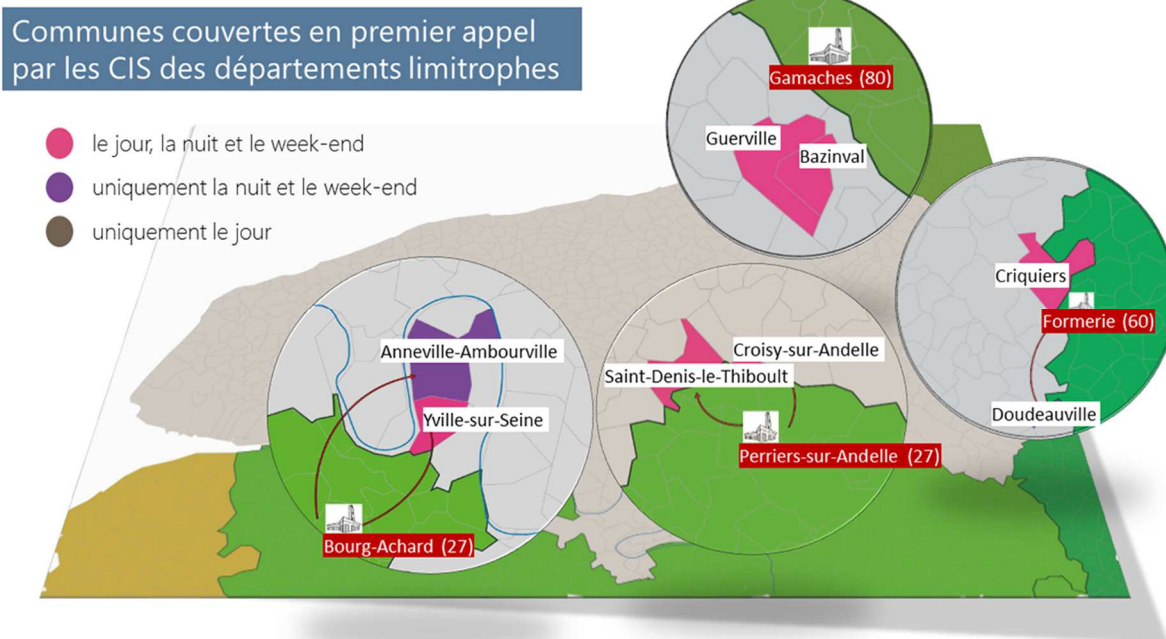 Communes couvertes en premier appel
par les CIS des départements limitrophes
le jour, la nuit et le week-end
uniquement la nuit et le week-end
uniquement le jour
Gamaches (80)
Guerville
Bazinval
Criquiers
Formerie (60)
Doudeauville
Anneville-Ambourville
Yville-sur-Seine
Bourg-Achard (27)
Croisy-sur-Andelle
Saint-Denis-le-Thiboult
Perriers-sur-Andelle (27)